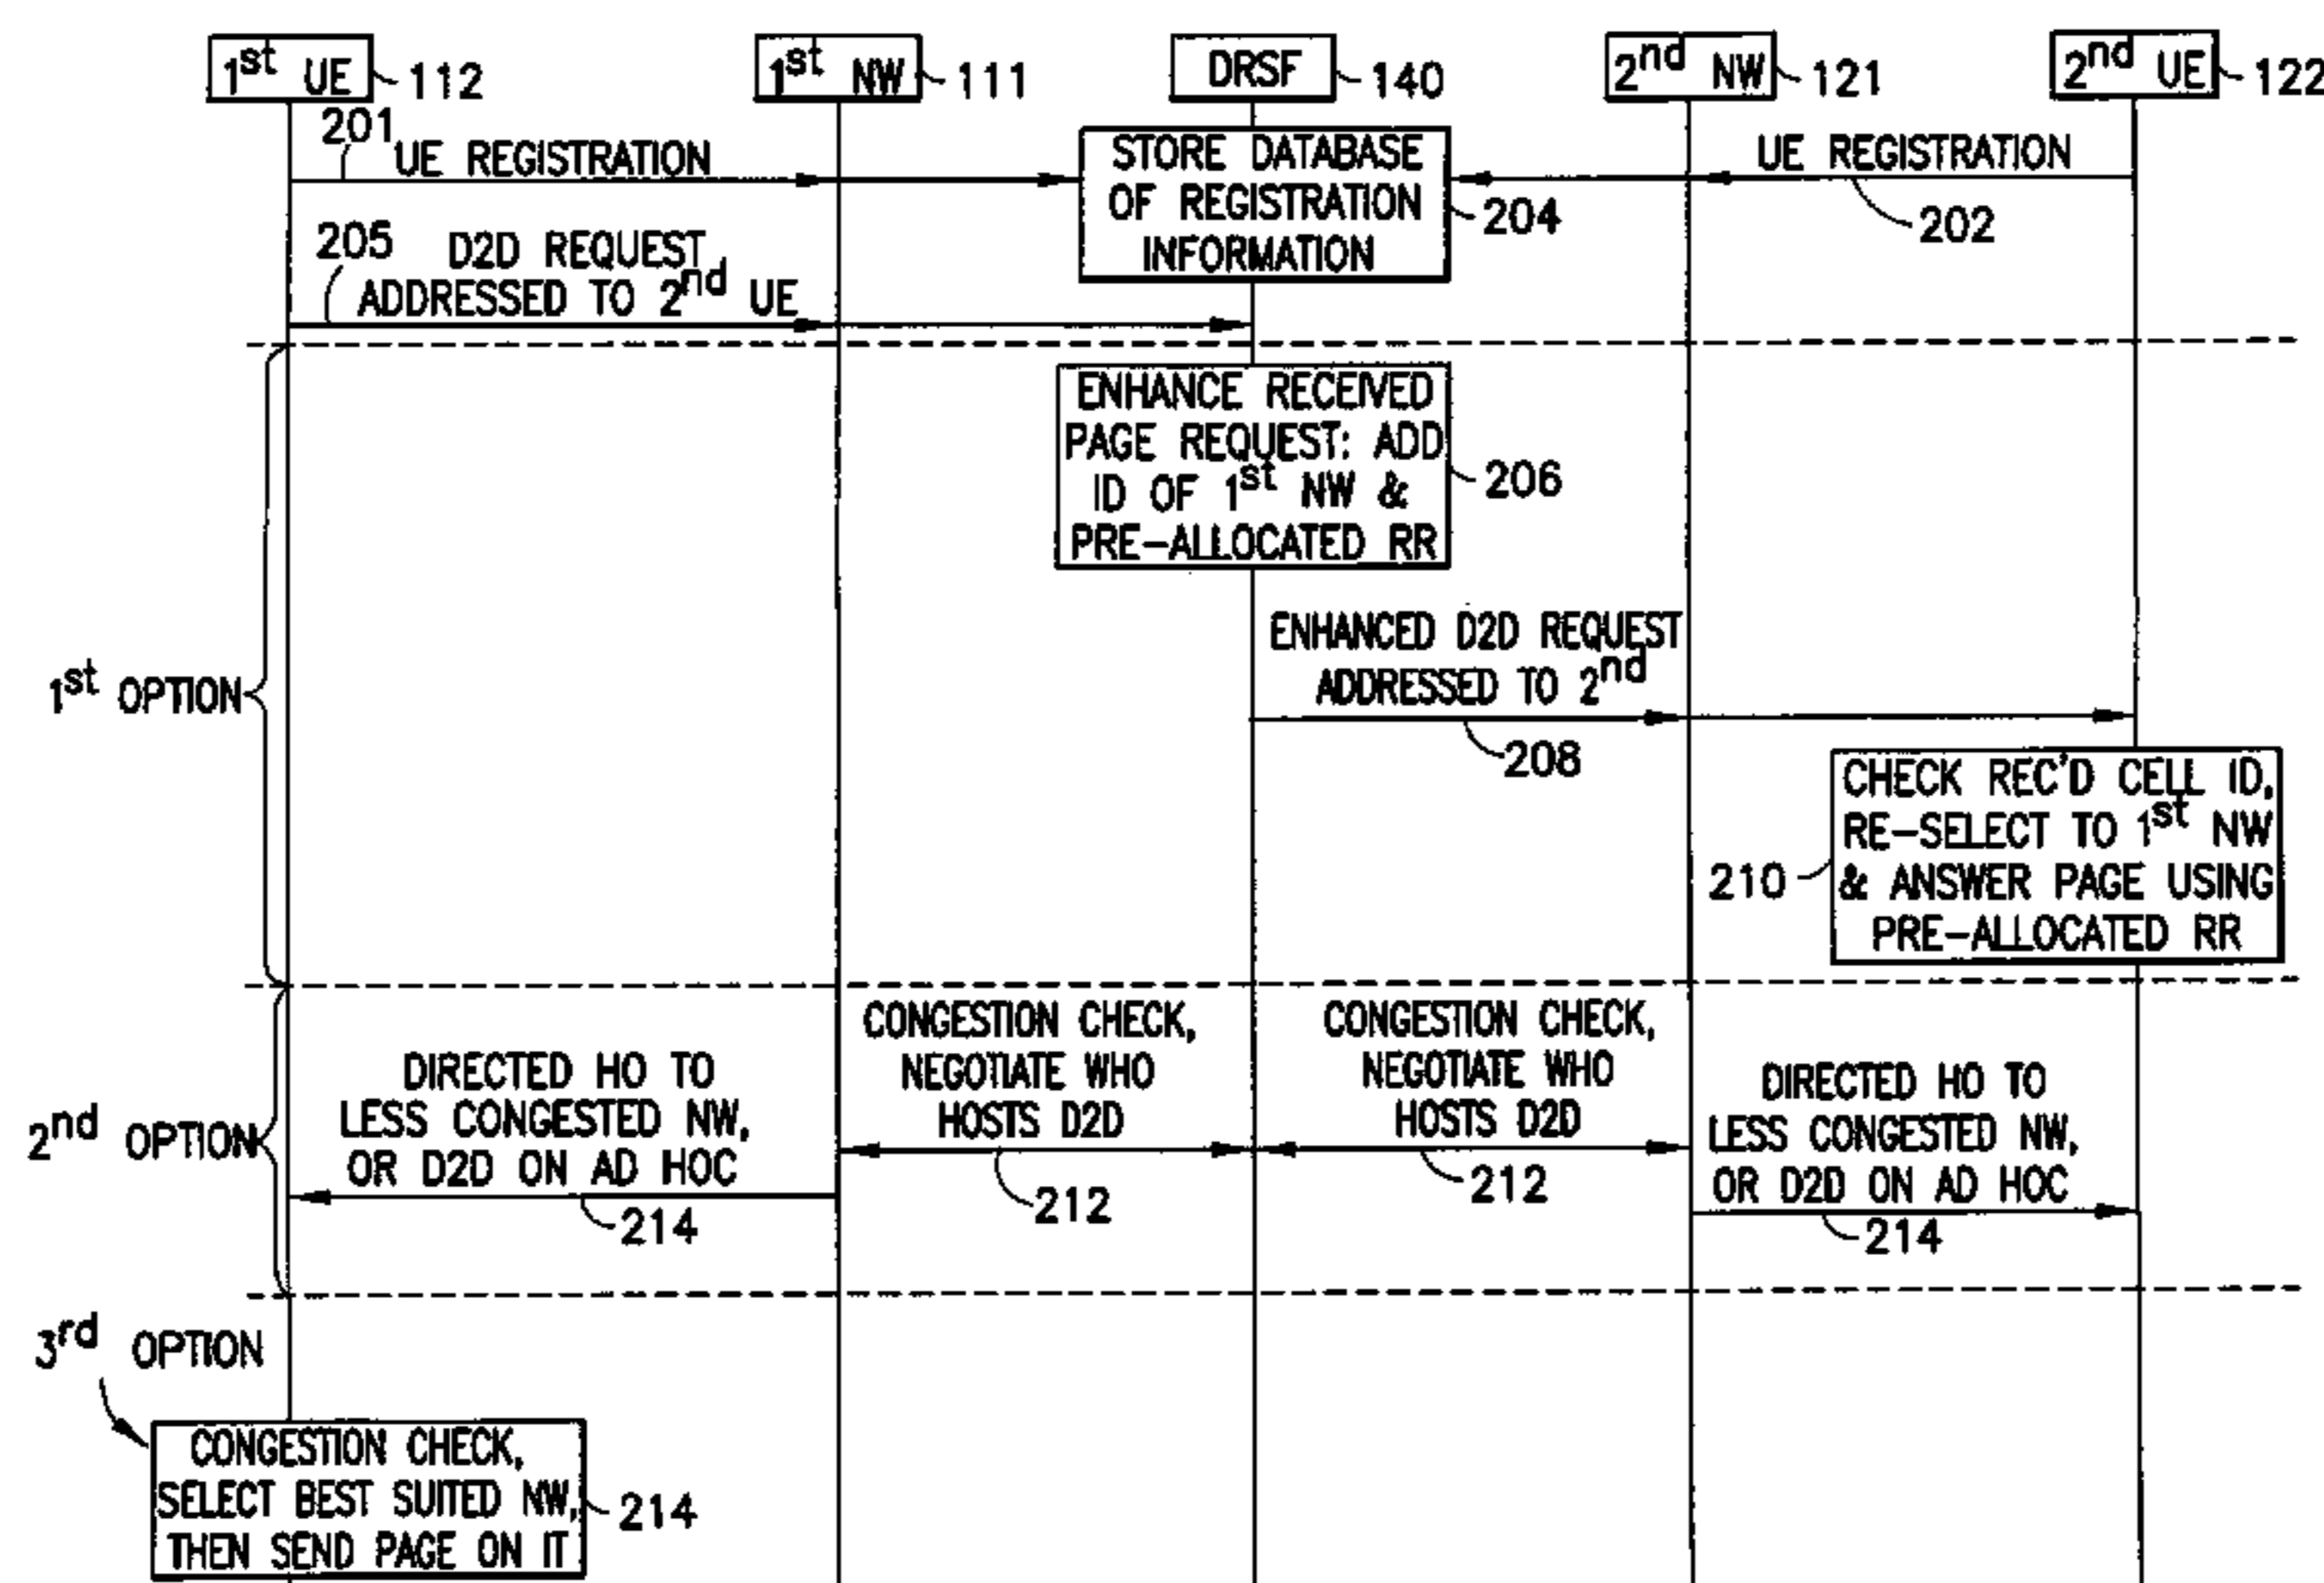 1st UE 112
1st NW 111
DRSF 140
2nd NW 121
2nd UE 122
201
UE REGISTRATION
STORE DATABASE
OF REGISTRATION
INFORMATION
204
UE REGISTRATION
202
205
D2D REQUEST
ADDRESSED TO 2nd UE
1st OPTION
ENHANCE RECEIVED
PAGE REQUEST: ADD
ID OF 1st NW &
PRE-ALLOCATED RR
206
ENHANCED D2D REQUEST
ADDRESSED TO 2nd
208
CHECK REC'D CELL ID,
RE-SELECT TO 1st NW
& ANSWER PAGE USING
PRE-ALLOCATED RR
210
2nd OPTION
DIRECTED HO TO
LESS CONGESTED NW,
OR D2D ON AD HOC
214
CONGESTION CHECK,
NEGOTIATE WHO
HOSTS D2D
212
CONGESTION CHECK,
NEGOTIATE WHO
HOSTS D2D
212
DIRECTED HO TO
LESS CONGESTED NW,
OR D2D ON AD HOC
214
3rd OPTION
CONGESTION CHECK,
SELECT BEST SUITED NW,
THEN SEND PAGE ON IT
214